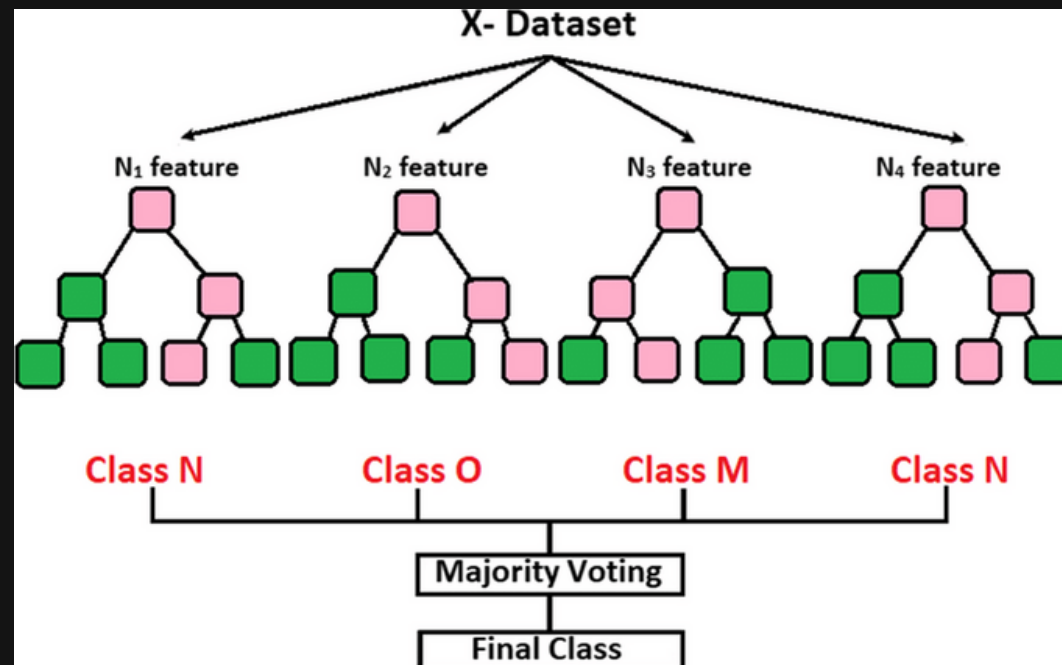 X- Dataset
N₁ feature
N₂ feature
N₃ feature
N₄ feature
Class N
Class O
Class M
Class N
Majority Voting
Final Class